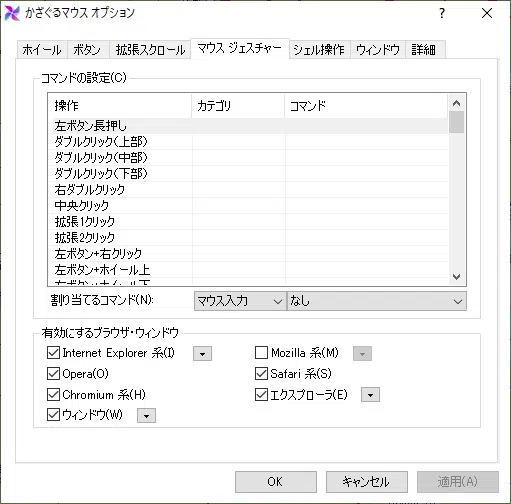 かざぐるマウス オプション
ホイール ボタン 拡張スクロール マウス ジェスチャー シェル操作 ウィンドウ 詳細
コマンドの設定(C)
操作 カテゴリ コマンド
左ボタン長押し
ダブルクリック(上部)
ダブルクリック(中部)
ダブルクリック(下部)
右ダブルクリック
中央クリック
拡張1クリック
拡張2クリック
左ボタン+右クリック
左ボタン+ホイール上
左ボタン+ホイール下
割り当てるコマンド(N): マウス入力 なし
有効にするブラウザ・ウィンドウ
Internet Explorer 系(I) Mozilla 系(M)
Opera(O) Safari 系(S)
Chromium 系(H) エクスプローラ(E)
ウィンドウ(W)
OK キャンセル 適用(A)